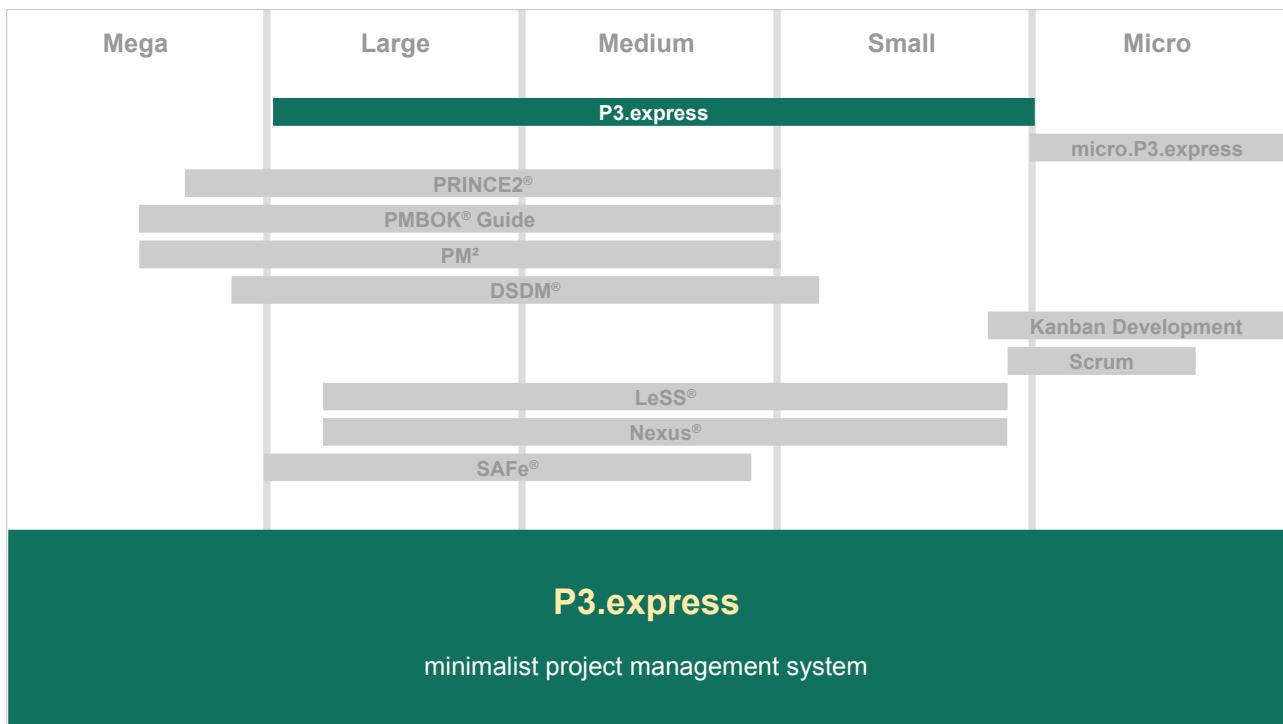 Mega Large Medium Small Micro
P3.express
micro.P3.express
PRINCE2®
PMBOK® Guide
PM²
DSDM®
Kanban Development
Scrum
LeSS®
Nexus®
SAFe®
P3.express
minimalist project management system